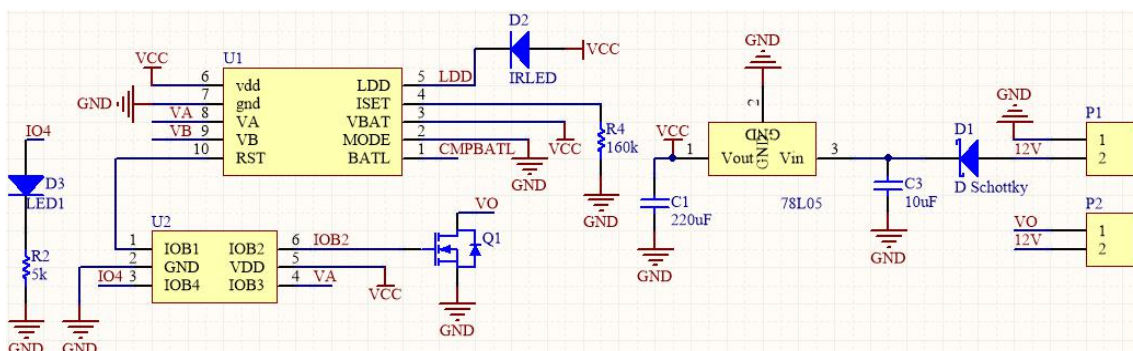 D2
VCC
IRLED
VCC
U1
6 vdd LDD 5 LDD
GND 7 gnd ISET 4
VA 8 VA VBAT 3
VB 9 VB MODE 2
10 RST BATL 1 CMPBATL
VCC
GND
R4
160k
GND
IO4
D3
LED1
R2
5k
GND
U2
1 IOB1 IOB2 6 IOB2
2 GND VDD 5
IO4 3 IOB4 IOB3 4 VA
GND
VCC
VO
Q1
GND
GND
2
GND
GND
VCC
1 Vout Vin 3
78L05
C1
220uF
GND
C3
10uF
GND
D1
D Schottky
GND
P1
1
12V 2
P2
VO 1
12V 2